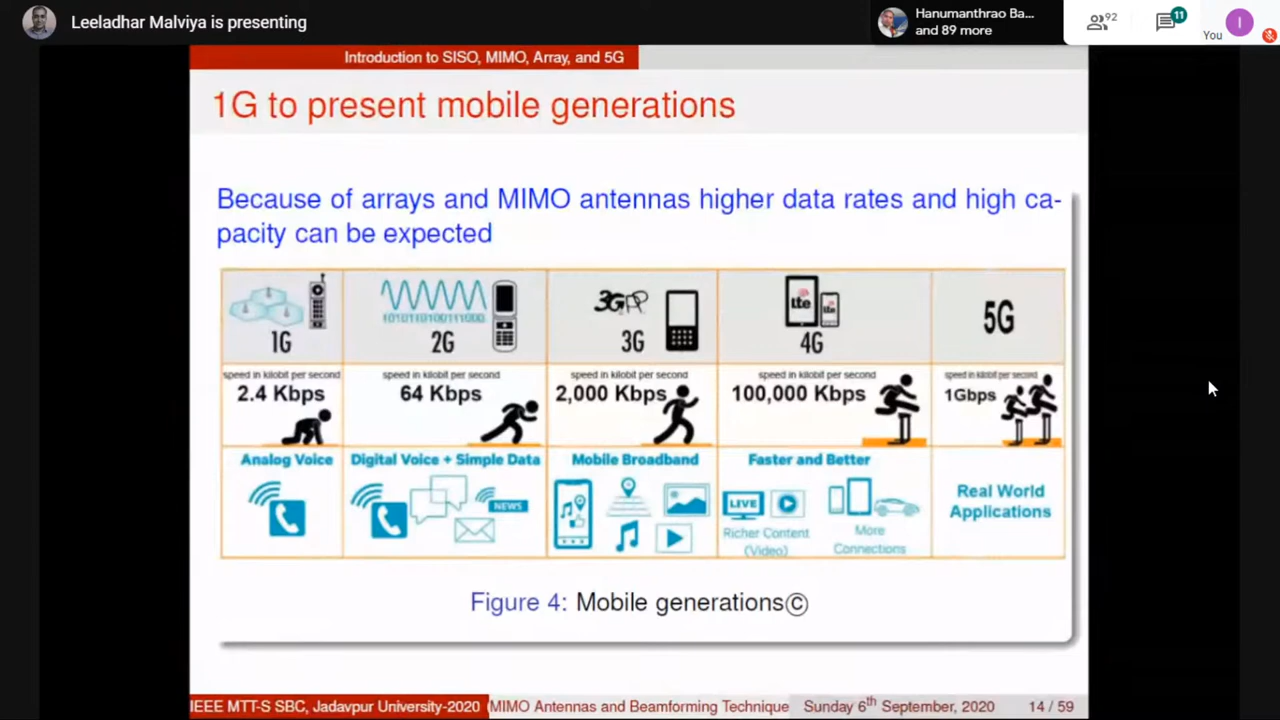 Leeladhar Malviya is presenting
Hanumanthrao Ba...
and 89 more
92
11
I
You
Introduction to SISO, MIMO, Array, and 5G
1G to present mobile generations
Because of arrays and MIMO antennas higher data rates and high ca-
pacity can be expected
1010110100111000
lte
lte
1G
2G
3G
3G
4G
5G
speed in kilobit per second
speed in kilobit per second
speed in kilobit per second
speed in kilobit per second
speed in kilobit per second
2.4 Kbps
64 Kbps
2,000 Kbps
100,000 Kbps
1Gbps
Analog Voice
Digital Voice + Simple Data
Mobile Broadband
Faster and Better
NEWS
LIVE
Real World
Applications
Richer Content
(Video)
More
Connections
Figure 4: Mobile generations©
IEEE MTT-S SBC, Jadavpur University-2020 (MIMO Antennas and Beamforming Technique Sunday 6th September, 2020 14 / 59